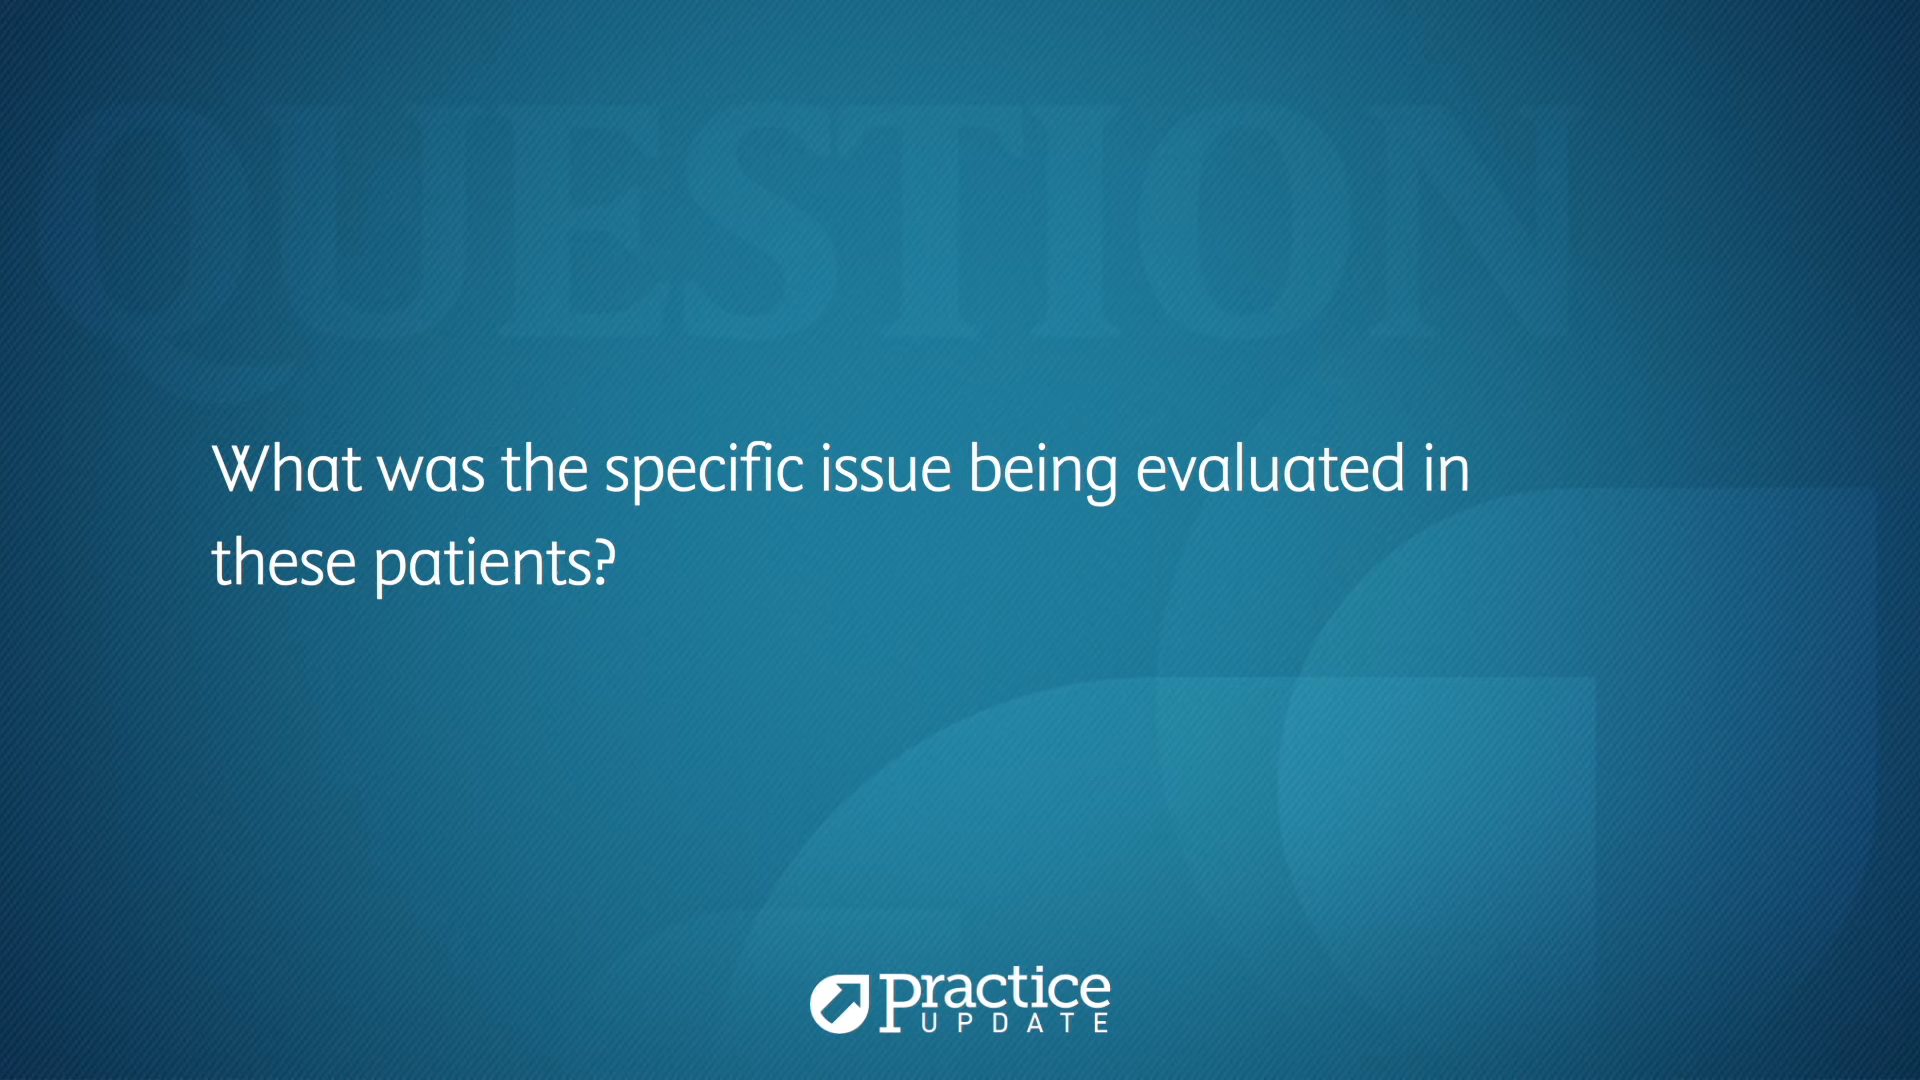 QUESTION
What was the specific issue being evaluated in
these patients?
Practice
UPDATE